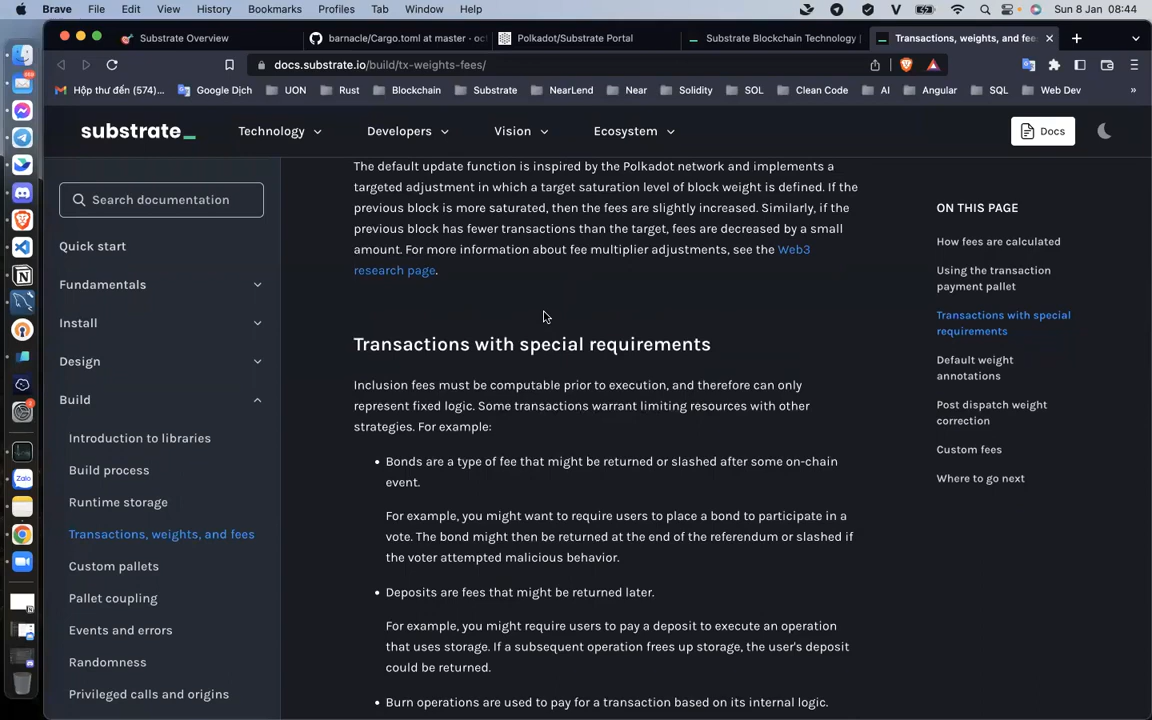 Brave File Edit View History Bookmarks Profiles Tab Window Help Sun 8 Jan 08:44
Substrate Overview
barnacle/Cargo.toml at master · oct
Polkadot/Substrate Portal
Substrate Blockchain Technology
Transactions, weights, and fee
docs.substrate.io/build/tx-weights-fees/
Hộp thư đến (574)... Google Dịch UON Rust Blockchain Substrate NearLend Near Solidity SOL Clean Code AI Angular SQL Web Dev »
substrate_ Technology Developers Vision Ecosystem Docs
Search documentation
Quick start
Fundamentals
Install
Design
Build
Introduction to libraries
Build process
Runtime storage
Transactions, weights, and fees
Custom pallets
Pallet coupling
Events and errors
Randomness
Privileged calls and origins
The default update function is inspired by the Polkadot network and implements a
targeted adjustment in which a target saturation level of block weight is defined. If the
previous block is more saturated, then the fees are slightly increased. Similarly, if the
previous block has fewer transactions than the target, fees are decreased by a small
amount. For more information about fee multiplier adjustments, see the Web3
research page.
Transactions with special requirements
Inclusion fees must be computable prior to execution, and therefore can only
represent fixed logic. Some transactions warrant limiting resources with other
strategies. For example:
• Bonds are a type of fee that might be returned or slashed after some on-chain
event.
For example, you might want to require users to place a bond to participate in a
vote. The bond might then be returned at the end of the referendum or slashed if
the voter attempted malicious behavior.
• Deposits are fees that might be returned later.
For example, you might require users to pay a deposit to execute an operation
that uses storage. If a subsequent operation frees up storage, the user's deposit
could be returned.
• Burn operations are used to pay for a transaction based on its internal logic.
ON THIS PAGE
How fees are calculated
Using the transaction
payment pallet
Transactions with special
requirements
Default weight
annotations
Post dispatch weight
correction
Custom fees
Where to go next
Zalo